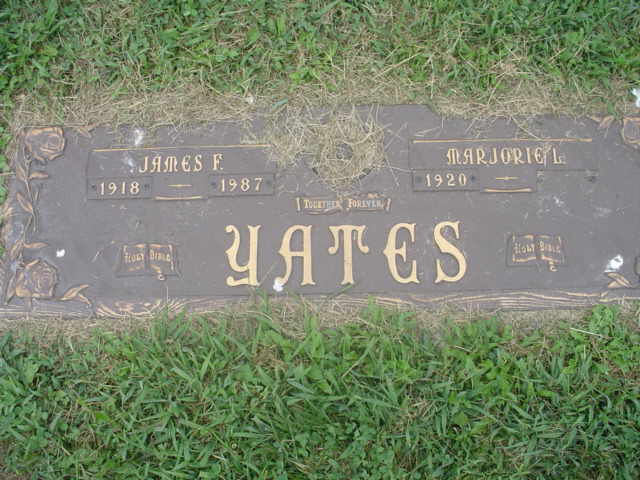 JAMES F.
1918 – 1987
MARJORIE L.
1920 –
TOGETHER FOREVER
HOLY BIBLE
YATES
HOLY BIBLE